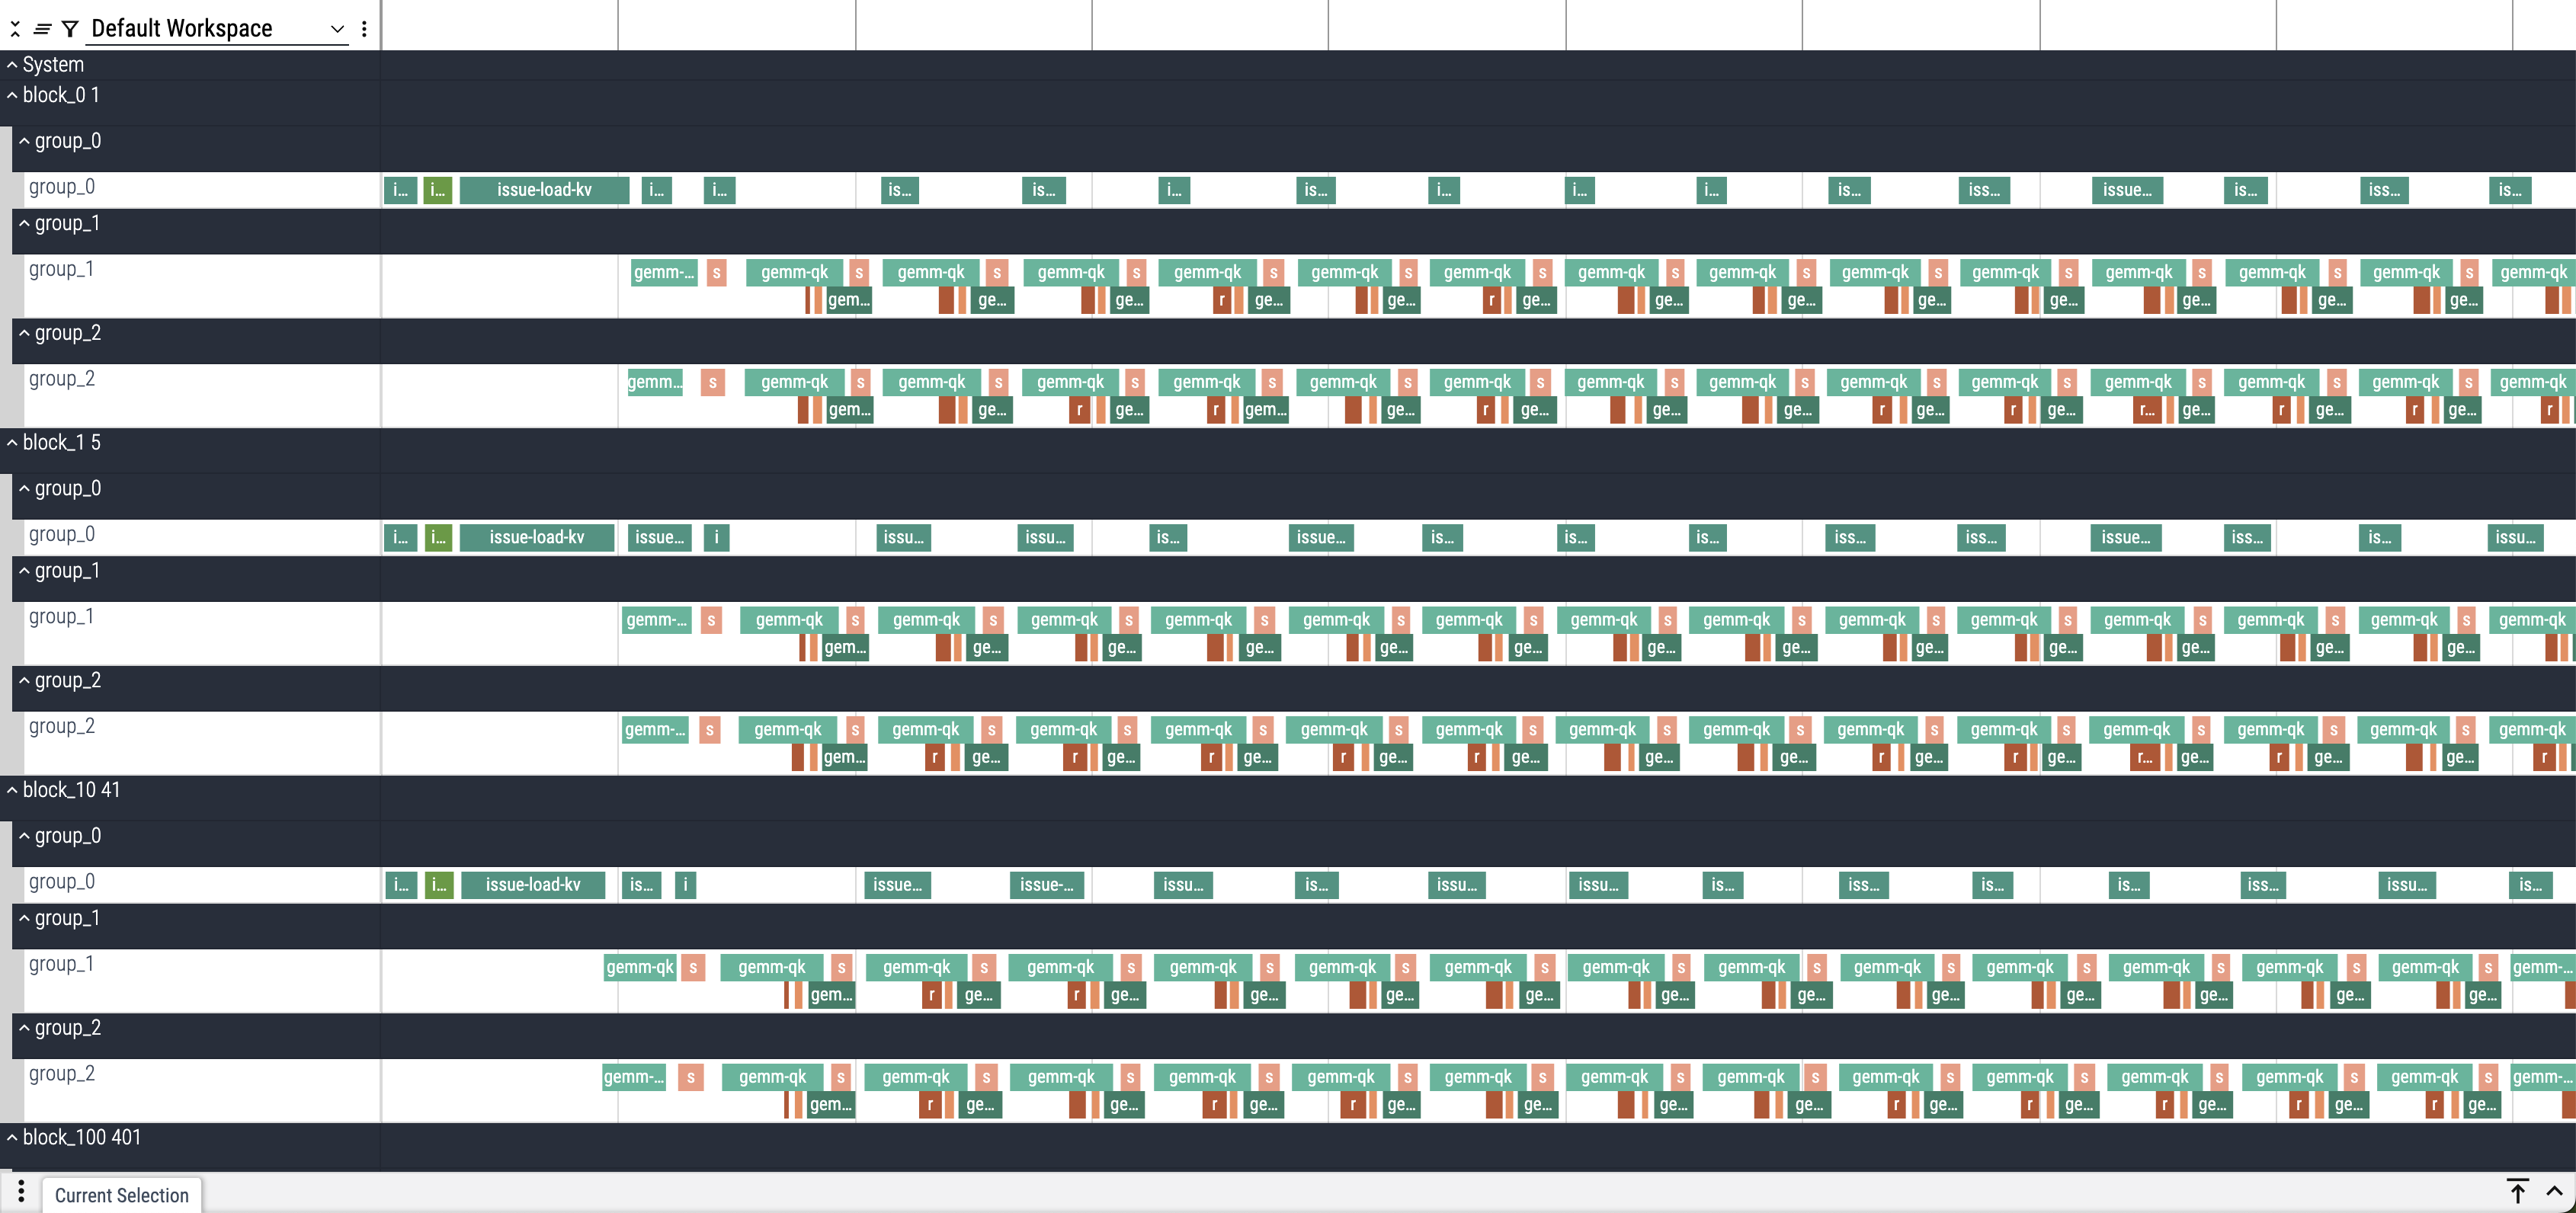 Default Workspace
System
block_0 1
group_0
group_0 i... i... issue-load-kv i... i... is... is... i... is... i... i... i... is... iss... issue... is... iss... is...
group_1
group_1 gemm-... s gemm-qk s gemm-qk s gemm-qk s gemm-qk s gemm-qk s gemm-qk s gemm-qk s gemm-qk s gemm-qk s gemm-qk s gemm-qk s gemm-qk s gemm-qk s gemm-qk
gem... ge... ge... r ge... ge... r ge... ge... ge... ge... ge... ge... ge... ge...
group_2
group_2 gemm... s gemm-qk s gemm-qk s gemm-qk s gemm-qk s gemm-qk s gemm-qk s gemm-qk s gemm-qk s gemm-qk s gemm-qk s gemm-qk s gemm-qk s gemm-qk s gemm-qk
gem... ge... r ge... r gem... ge... r ge... ge... ge... r ge... r ge... r... ge... r ge... r ge... r
block_1 5
group_0
group_0 i... i... issue-load-kv issue... i issu... issu... is... issue... is... is... is... iss... iss... issue... iss... is... issu...
group_1
group_1 gemm-... s gemm-qk s gemm-qk s gemm-qk s gemm-qk s gemm-qk s gemm-qk s gemm-qk s gemm-qk s gemm-qk s gemm-qk s gemm-qk s gemm-qk s gemm-qk s gemm-qk
gem... ge... ge... ge... ge... ge... ge... ge... ge... ge... ge... ge... ge...
group_2
group_2 gemm-... s gemm-qk s gemm-qk s gemm-qk s gemm-qk s gemm-qk s gemm-qk s gemm-qk s gemm-qk s gemm-qk s gemm-qk s gemm-qk s gemm-qk s gemm-qk s gemm-qk
gem... r ge... r ge... r ge... r ge... r ge... ge... ge... r ge... r ge... r... ge... r ge... ge... r
block_10 41
group_0
group_0 i... i... issue-load-kv is... i issue... issue-... issu... is... issu... issu... is... iss... is... is... iss... issu... is...
group_1
group_1 gemm-qk s gemm-qk s gemm-qk s gemm-qk s gemm-qk s gemm-qk s gemm-qk s gemm-qk s gemm-qk s gemm-qk s gemm-qk s gemm-qk s gemm-qk s gemm-qk s gemm-...
gem... r ge... r ge... ge... ge... ge... ge... ge... ge... ge... ge... ge... ge...
group_2
group_2 gemm-... s gemm-qk s gemm-qk s gemm-qk s gemm-qk s gemm-qk s gemm-qk s gemm-qk s gemm-qk s gemm-qk s gemm-qk s gemm-qk s gemm-qk s gemm-qk s gemm-...
gem... r ge... ge... r ge... r ge... ge... ge... ge... r ge... r ge... r ge... r ge... r ge...
block_100 401
Current Selection